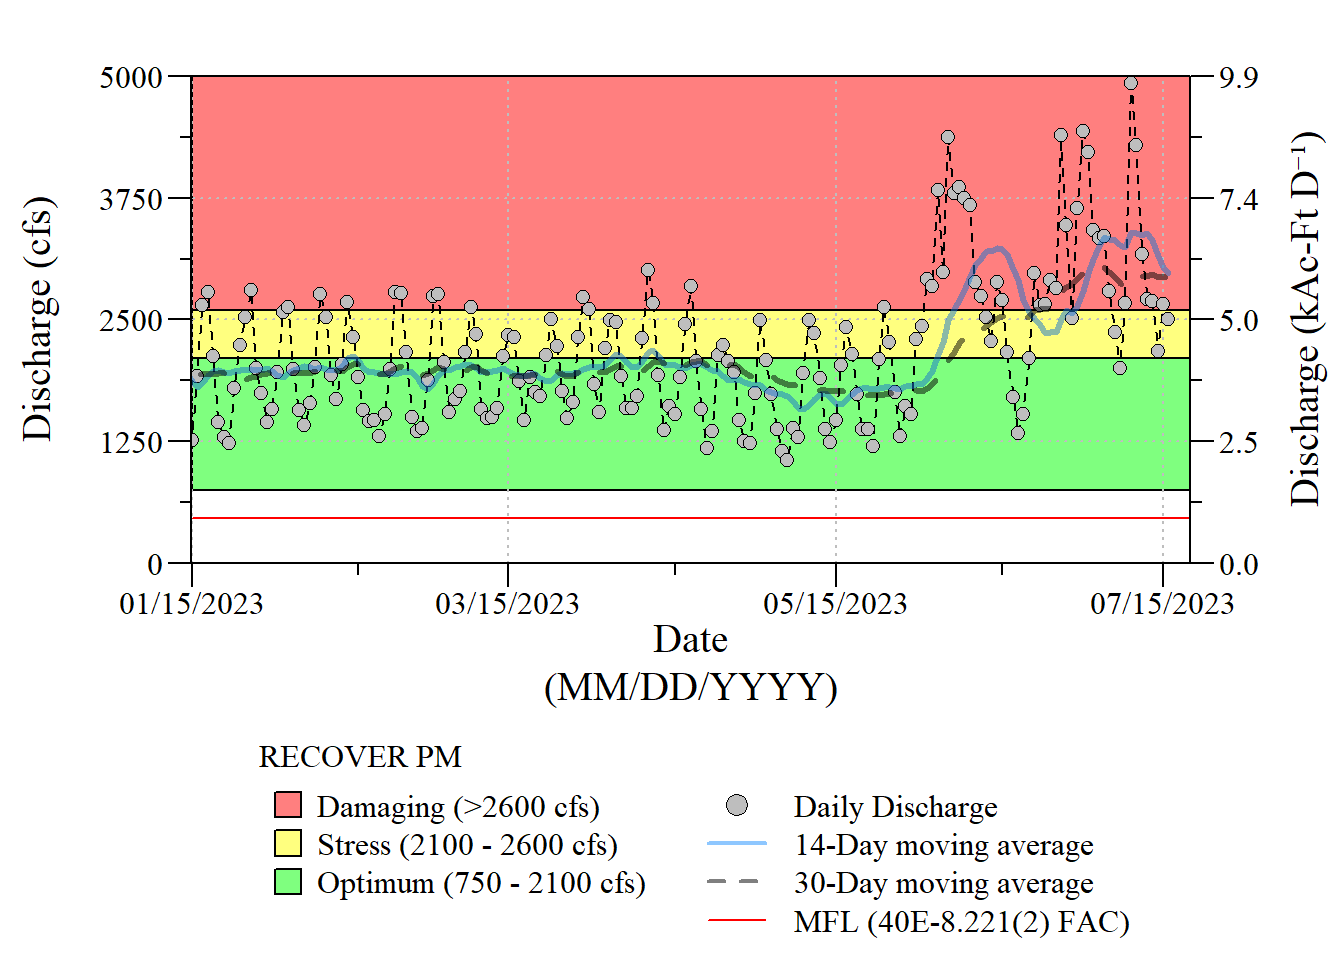 5000
3750
2500
1250
0
Discharge (cfs)
9.9
7.4
5.0
2.5
0.0
Discharge (kAc-Ft D⁻¹)
01/15/2023 03/15/2023 05/15/2023 07/15/2023
Date
(MM/DD/YYYY)
RECOVER PM
Damaging (>2600 cfs)
Stress (2100 - 2600 cfs)
Optimum (750 - 2100 cfs)
Daily Discharge
14-Day moving average
30-Day moving average
MFL (40E-8.221(2) FAC)